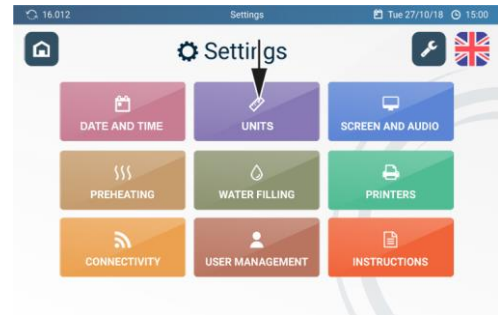 16.012 Settings Tue 27/10/18 15:00
Settings
DATE AND TIME UNITS SCREEN AND AUDIO
PREHEATING WATER FILLING PRINTERS
CONNECTIVITY USER MANAGEMENT INSTRUCTIONS